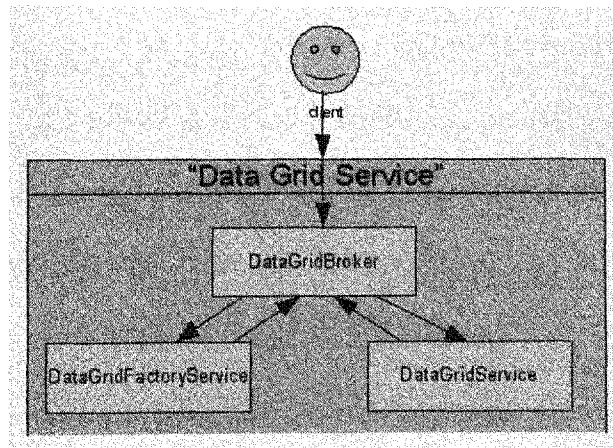 client
"Data Grid Service"
DataGridBroker
DataGridFactoryService
DataGridService